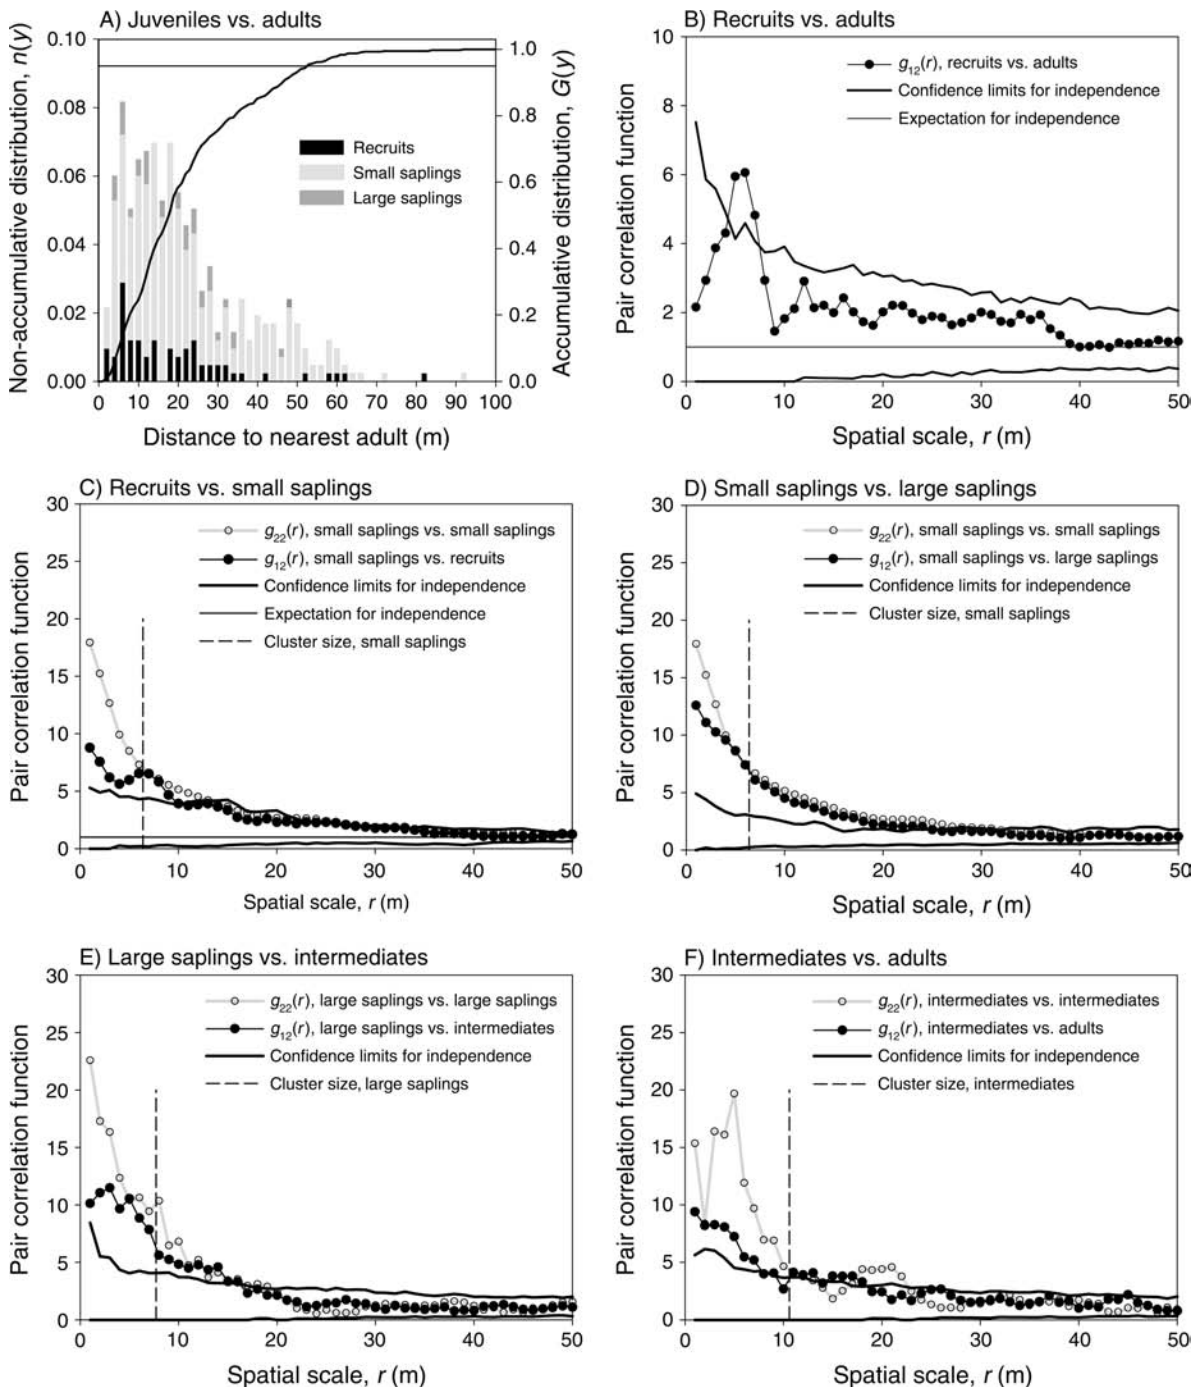 A) Juveniles vs. adults
Non-accumulative distribution, n(y)
0.10
0.08
0.06
0.04
0.02
0.00
1.0
0.8
0.6
0.4
0.2
0.0
Accumulative distribution, G(y)
Recruits
Small saplings
Large saplings
0 10 20 30 40 50 60 70 80 90 100
Distance to nearest adult (m)
B) Recruits vs. adults
Pair correlation function
10
8
6
4
2
0
g12(r), recruits vs. adults
Confidence limits for independence
Expectation for independence
0 10 20 30 40 50
Spatial scale, r (m)
C) Recruits vs. small saplings
Pair correlation function
30
25
20
15
10
5
0
g22(r), small saplings vs. small saplings
g12(r), small saplings vs. recruits
Confidence limits for independence
Expectation for independence
Cluster size, small saplings
0 10 20 30 40 50
Spatial scale, r (m)
D) Small saplings vs. large saplings
Pair correlation function
30
25
20
15
10
5
0
g22(r), small saplings vs. small saplings
g12(r), small saplings vs. large saplings
Confidence limits for independence
Cluster size, small saplings
0 10 20 30 40 50
Spatial scale, r (m)
E) Large saplings vs. intermediates
Pair correlation function
30
25
20
15
10
5
0
g22(r), large saplings vs. large saplings
g12(r), large saplings vs. intermediates
Confidence limits for independence
Cluster size, large saplings
0 10 20 30 40 50
Spatial scale, r (m)
F) Intermediates vs. adults
Pair correlation function
30
25
20
15
10
5
0
g22(r), intermediates vs. intermediates
g12(r), intermediates vs. adults
Confidence limits for independence
Cluster size, intermediates
0 10 20 30 40 50
Spatial scale, r (m)